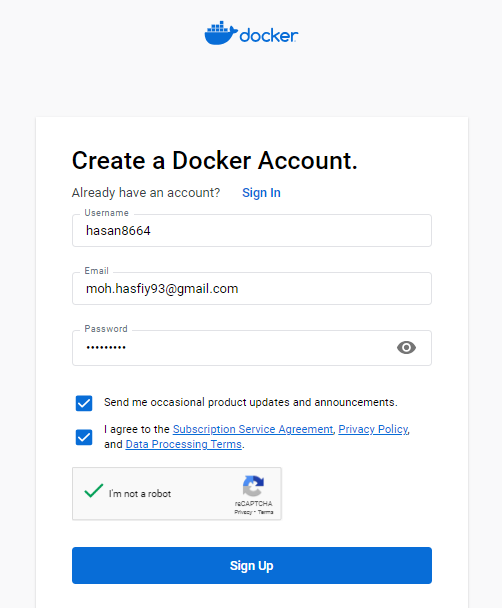 docker
Create a Docker Account.
Already have an account? Sign In
Username
hasan8664
Email
moh.hasfiy93@gmail.com
Password
•••••••••
Send me occasional product updates and announcements.
I agree to the Subscription Service Agreement, Privacy Policy,
and Data Processing Terms.
I'm not a robot
reCAPTCHA
Privacy - Terms
Sign Up